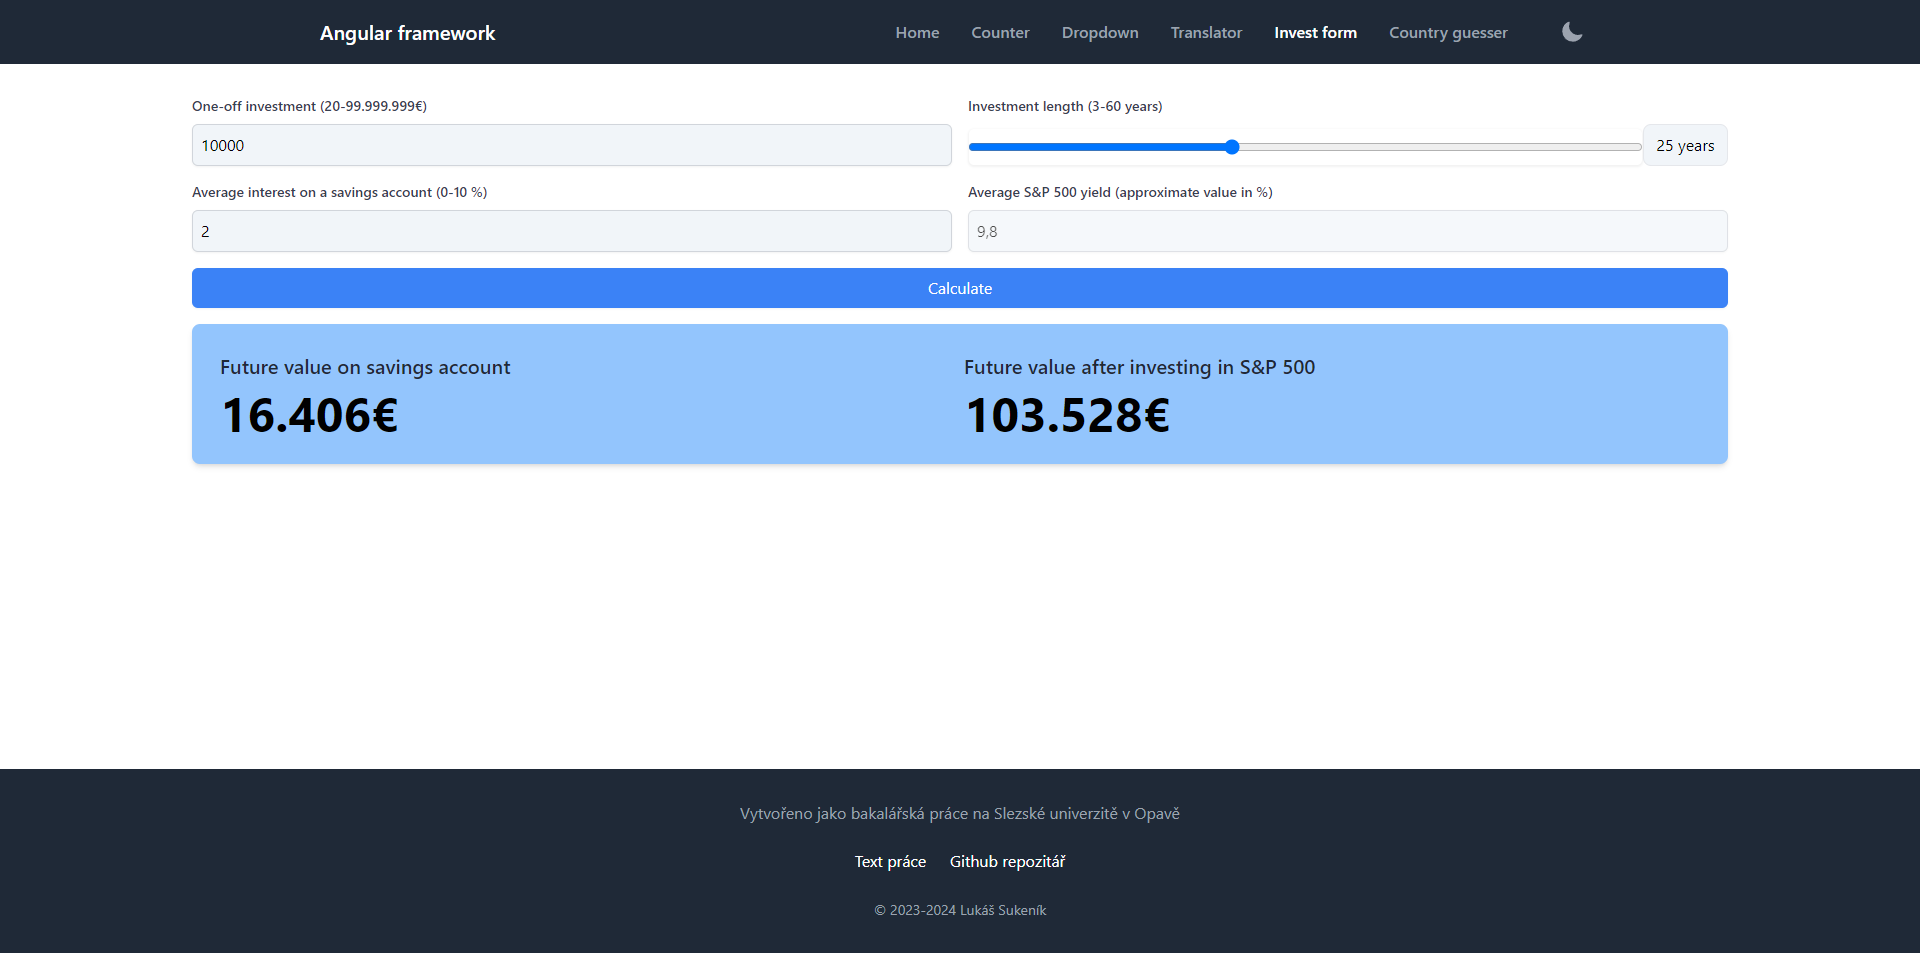 Angular framework
Home
Counter
Dropdown
Translator
Invest form
Country guesser
One-off investment (20-99.999.999€)
10000
Investment length (3-60 years)
25 years
Average interest on a savings account (0-10 %)
2
Average S&P 500 yield (approximate value in %)
9,8
Calculate
Future value on savings account
16.406€
Future value after investing in S&P 500
103.528€
Vytvořeno jako bakalářská práce na Slezské univerzitě v Opavě
Text práce
Github repozitář
© 2023-2024 Lukáš Sukeník